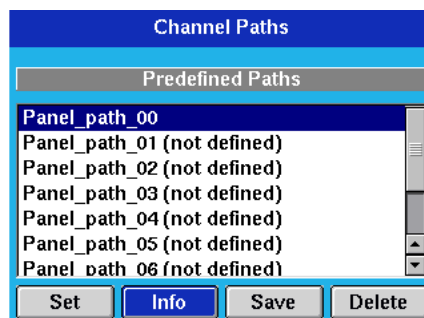 Channel Paths
Predefined Paths
Panel_path_00
Panel_path_01 (not defined)
Panel_path_02 (not defined)
Panel_path_03 (not defined)
Panel_path_04 (not defined)
Panel_path_05 (not defined)
Panel_path_06 (not defined)
Set Info Save Delete